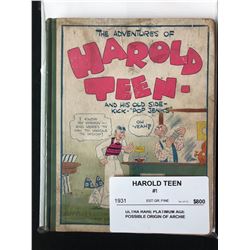 THE ADVENTURES OF
HAROLD
TEEN-
AND HIS OLD SIDE-
KICK-"POP JENKS"
OH-
YEAH?
HAROLD TEEN
#1
1931
EST GR. FINE
$800
ULTRA RARE PLATINUM AGE
POSSIBLE ORIGIN OF ARCHIE